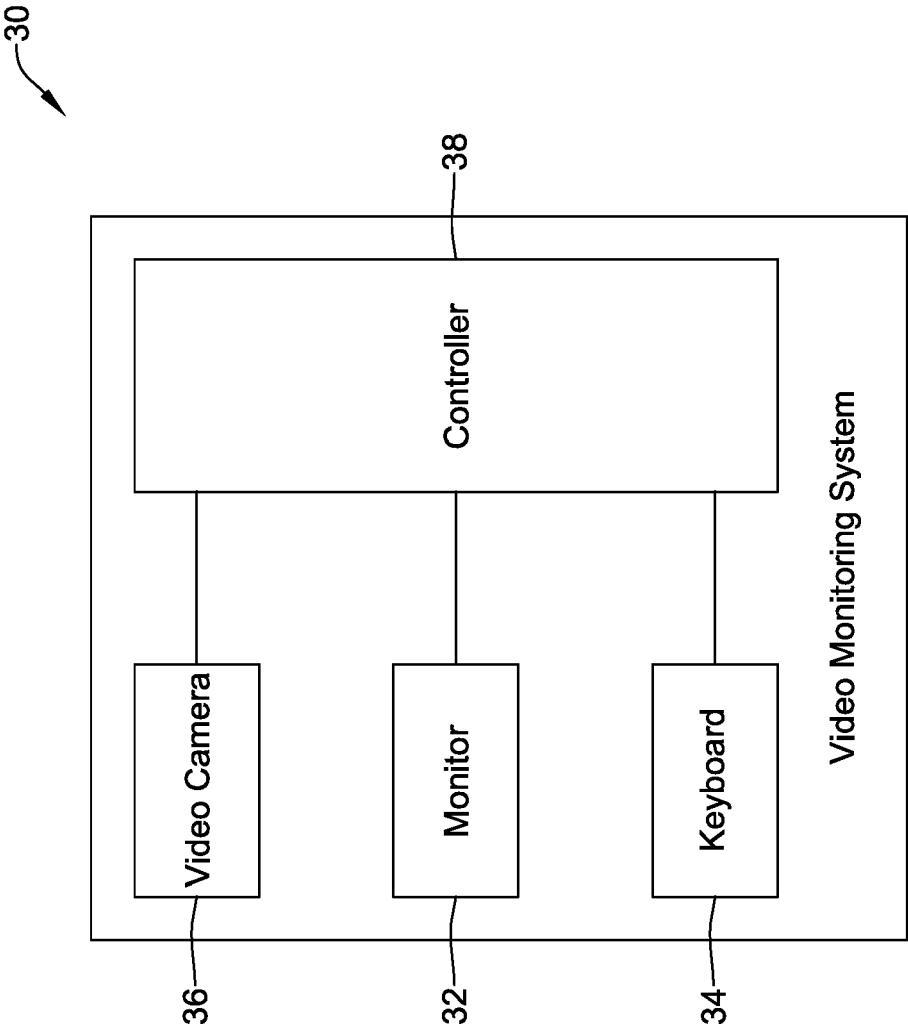 30
36
Video Camera
32
Monitor
34
Keyboard
Controller
38
Video Monitoring System